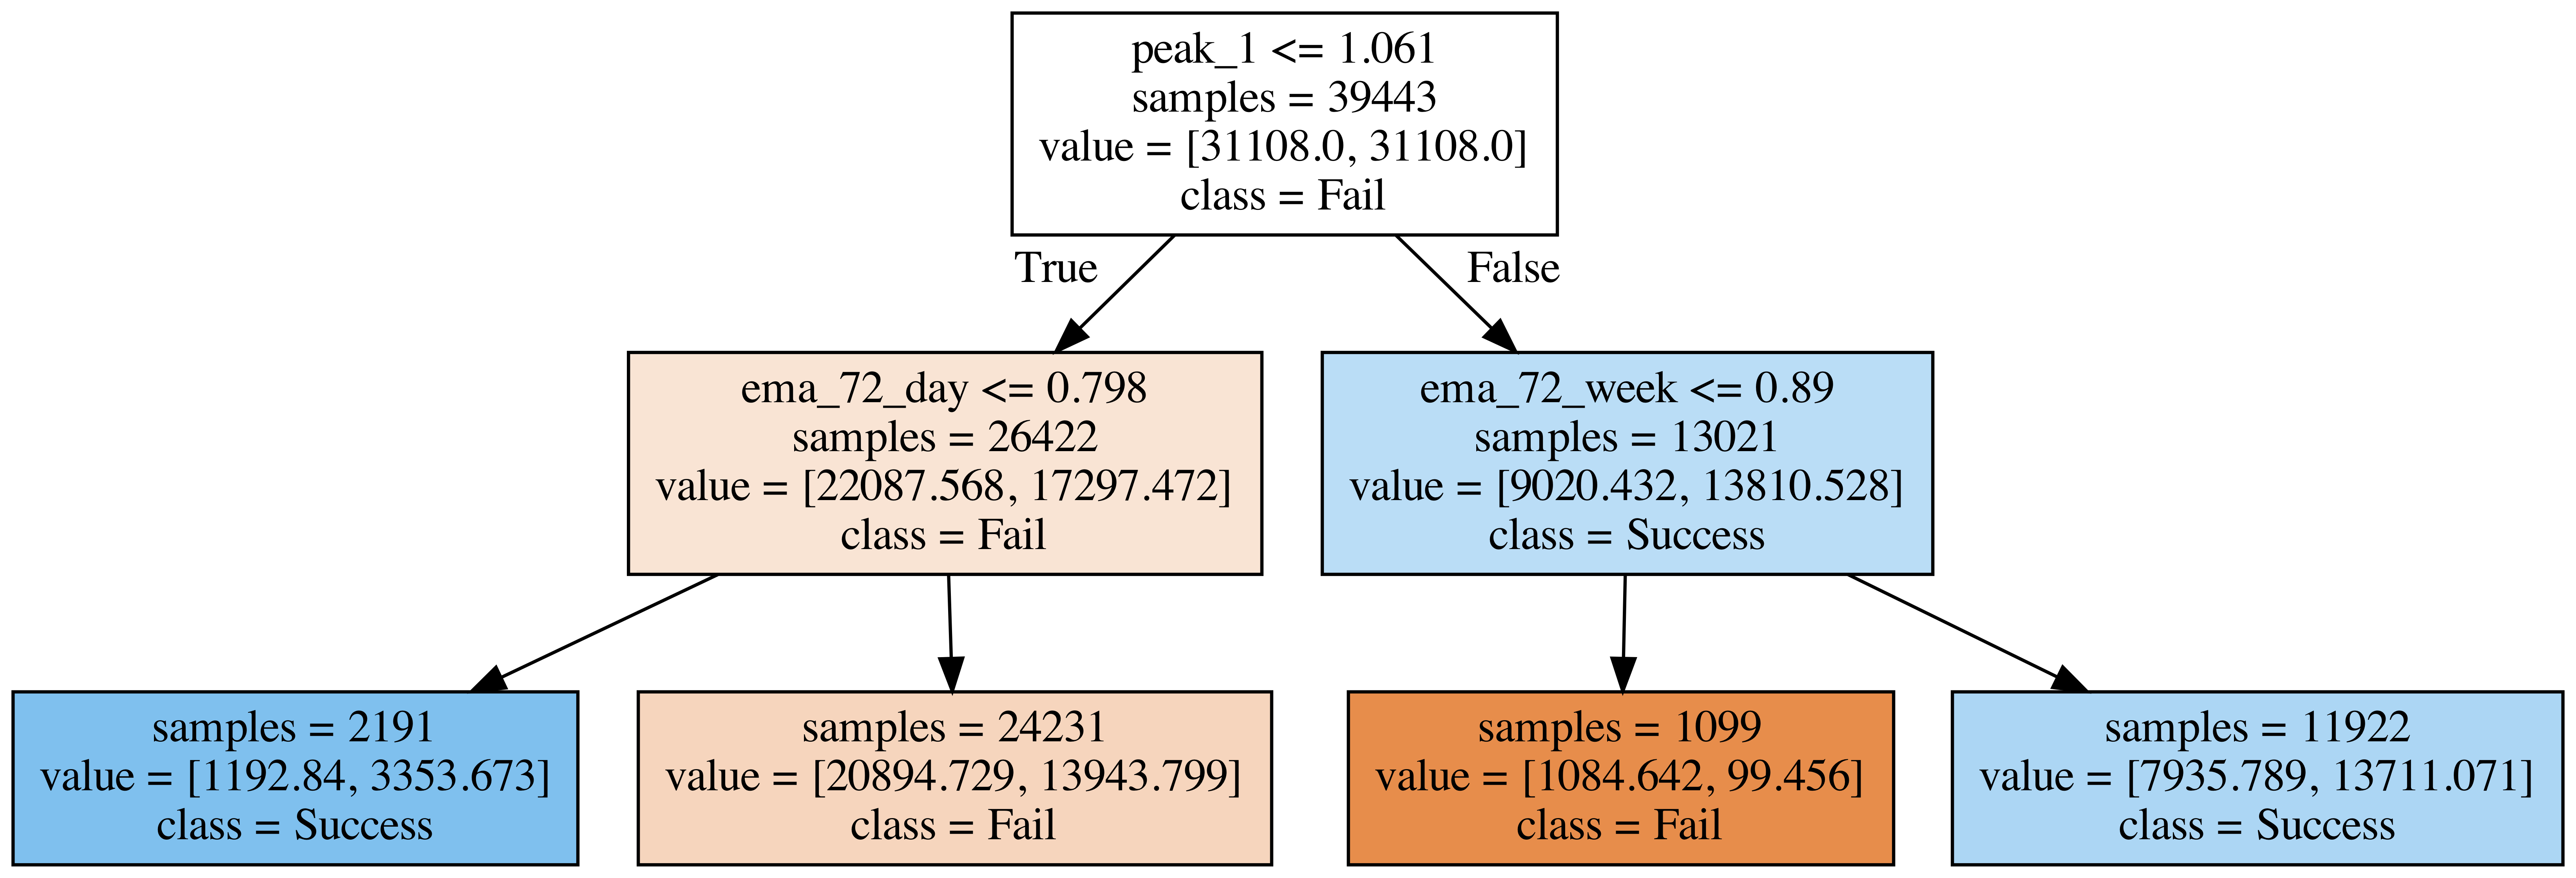 peak_1 <= 1.061
samples = 39443
value = [31108.0, 31108.0]
class = Fail
True
False
ema_72_day <= 0.798
samples = 26422
value = [22087.568, 17297.472]
class = Fail
ema_72_week <= 0.89
samples = 13021
value = [9020.432, 13810.528]
class = Success
samples = 2191
value = [1192.84, 3353.673]
class = Success
samples = 24231
value = [20894.729, 13943.799]
class = Fail
samples = 1099
value = [1084.642, 99.456]
class = Fail
samples = 11922
value = [7935.789, 13711.071]
class = Success